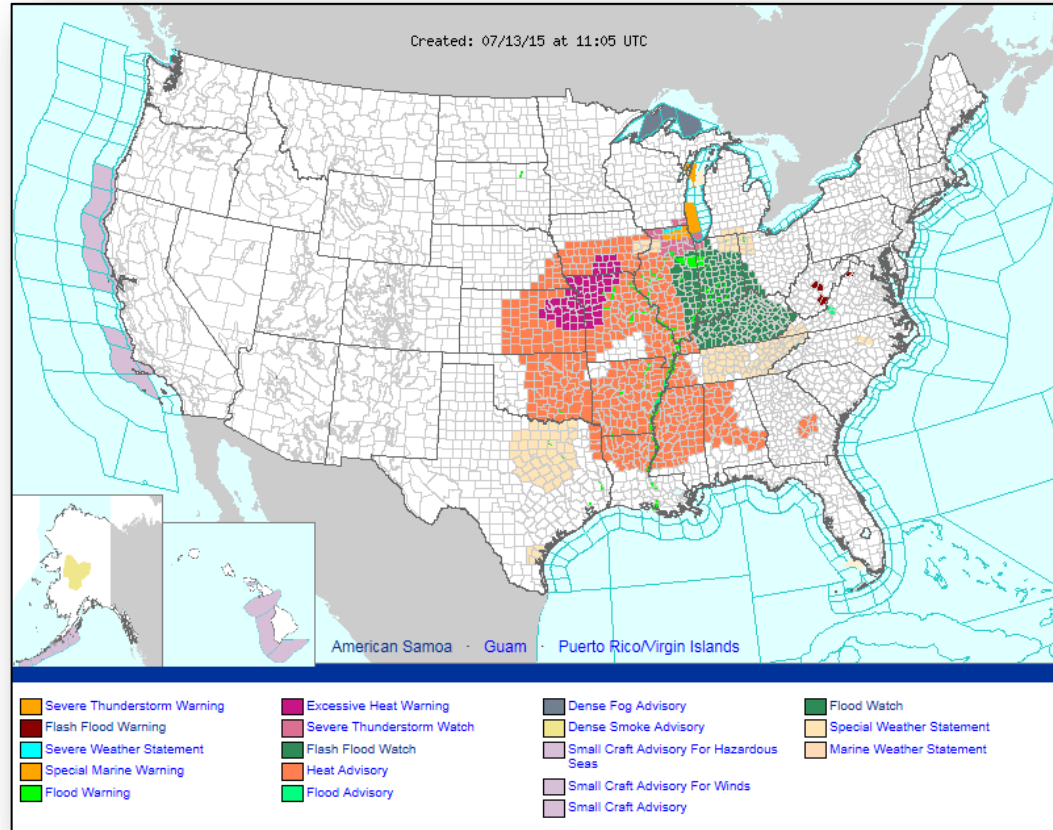 Created: 07/13/15 at 11:05 UTC
American Samoa · Guam · Puerto Rico/Virgin Islands
Severe Thunderstorm Warning
Flash Flood Warning
Severe Weather Statement
Special Marine Warning
Flood Warning
Excessive Heat Warning
Severe Thunderstorm Watch
Flash Flood Watch
Heat Advisory
Flood Advisory
Dense Fog Advisory
Dense Smoke Advisory
Small Craft Advisory For Hazardous
Seas
Small Craft Advisory For Winds
Small Craft Advisory
Flood Watch
Special Weather Statement
Marine Weather Statement